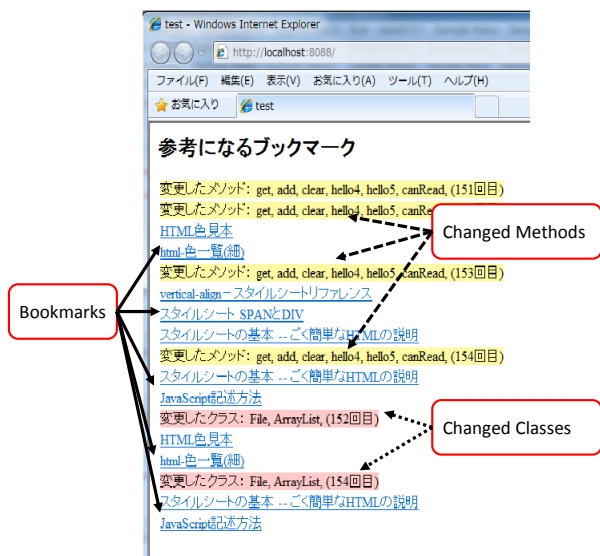 test - Windows Internet Explorer
http://localhost:8088/
ファイル(F) 編集(E) 表示(V) お気に入り(A) ツール(T) ヘルプ(H)
お気に入り test
参考になるブックマーク
変更したメソッド: get, add, clear, hello4, hello5, canRead, (151回目)
変更したメソッド: get, add, clear, hello4, hello5, canRe
HTML色見本
html-色一覧(細)
変更したメソッド: get, add, clear, hello4, hello5, canRead, (153回目)
vertical-align－スタイルシートリファレンス
スタイルシート SPANとDIV
スタイルシートの基本 -- ごく簡単なHTMLの説明
変更したメソッド: get, add, clear, hello4, hello5, canRead, (154回目)
スタイルシートの基本 -- ごく簡単なHTMLの説明
JavaScript記述方法
変更したクラス: File, ArrayList, (152回目)
HTML色見本
html-色一覧(細)
変更したクラス: File, ArrayList, (154回目)
スタイルシートの基本 -- ごく簡単なHTMLの説明
JavaScript記述方法
Bookmarks
Changed Methods
Changed Classes